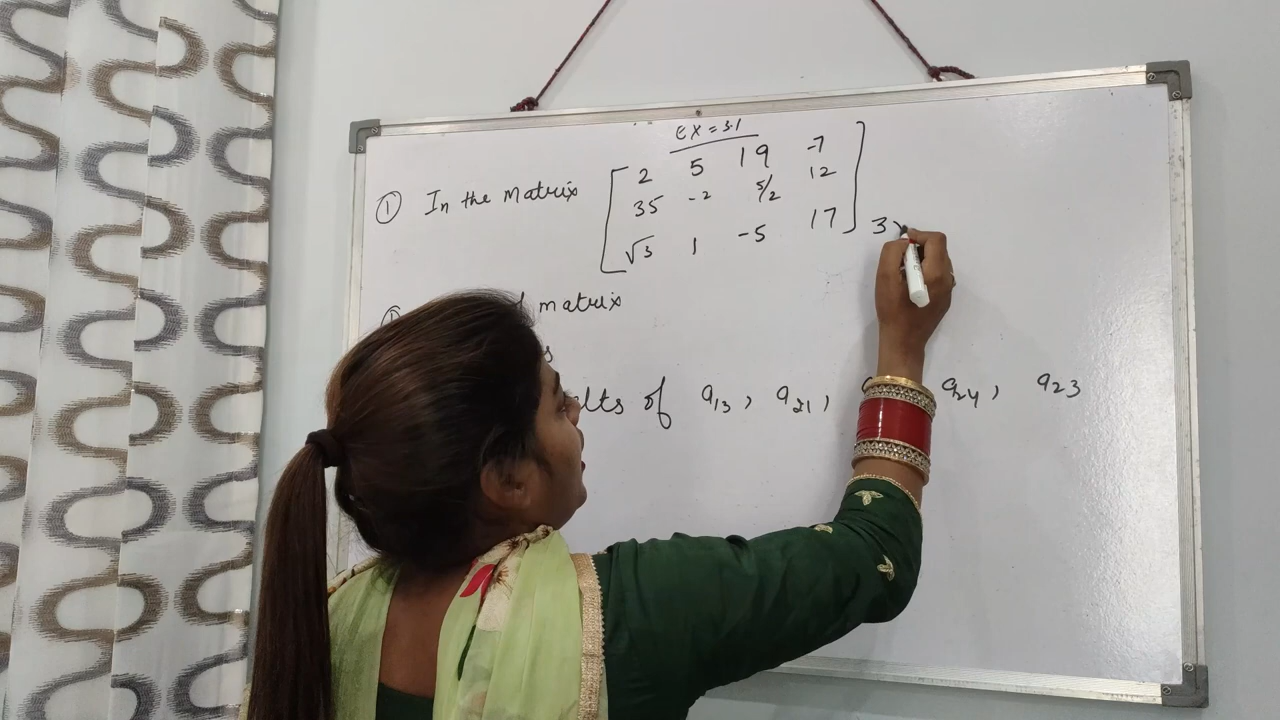 Ex = 3.1
① In the Matrix [ 2 5 19 -7
35 -2 5/2 12
√3 1 -5 17 ] 3×
matrix
of a13, a21, a24, a23